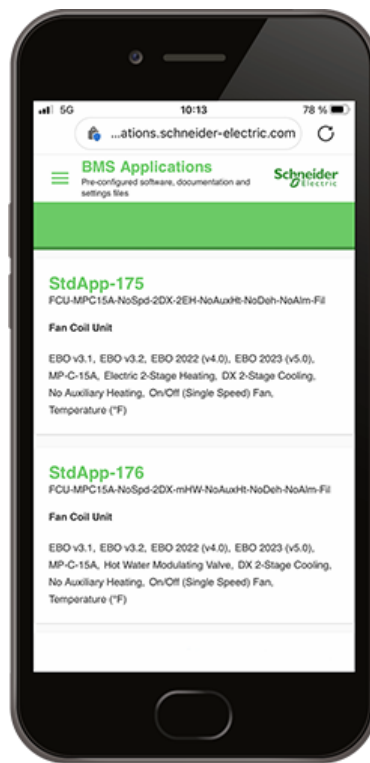 5G 10:13 78 %
...ations.schneider-electric.com
BMS Applications
Pre-configured software, documentation and
settings files
Schneider
Electric
StdApp-175
FCU-MPC15A-NoSpd-2DX-2EH-NoAuxHt-NoDeh-NoAlm-Fil
Fan Coil Unit
EBO v3.1, EBO v3.2, EBO 2022 (v4.0), EBO 2023 (v5.0),
MP-C-15A, Electric 2-Stage Heating, DX 2-Stage Cooling,
No Auxiliary Heating, On/Off (Single Speed) Fan,
Temperature (°F)
StdApp-176
FCU-MPC15A-NoSpd-2DX-mHW-NoAuxHt-NoDeh-NoAlm-Fil
Fan Coil Unit
EBO v3.1, EBO v3.2, EBO 2022 (v4.0), EBO 2023 (v5.0),
MP-C-15A, Hot Water Modulating Valve, DX 2-Stage Cooling,
No Auxiliary Heating, On/Off (Single Speed) Fan,
Temperature (°F)